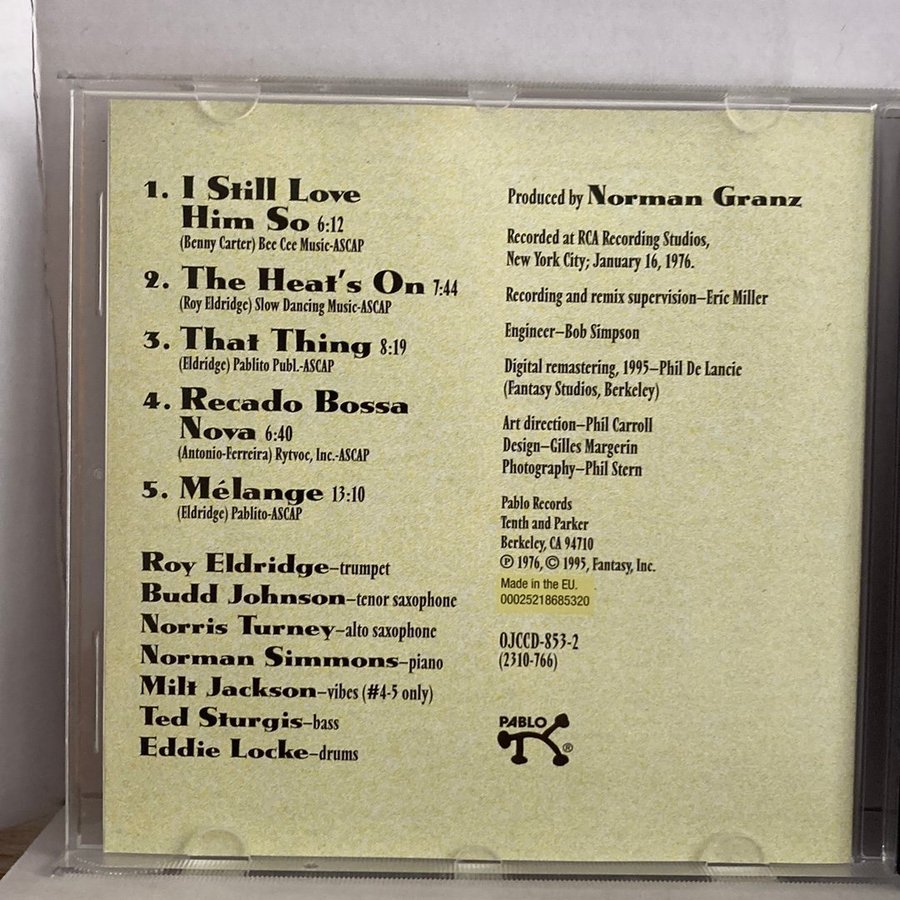 1. I Still Love
Him So 6:12
(Benny Carter) Bee Cee Music-ASCAP
2. The Heat's On 7:44
(Roy Eldridge) Slow Dancing Music-ASCAP
3. That Thing 8:19
(Eldridge) Pablito Publ.-ASCAP
4. Recado Bossa
Nova 6:40
(Antonio-Ferreira) Rytvoc, Inc.-ASCAP
5. Mélange 13:10
(Eldridge) Pablito-ASCAP
Roy Eldridge–trumpet
Budd Johnson–tenor saxophone
Norris Turney–alto saxophone
Norman Simmons–piano
Milt Jackson–vibes (#4-5 only)
Ted Sturgis–bass
Eddie Locke–drums
Produced by Norman Granz
Recorded at RCA Recording Studios,
New York City; January 16, 1976.
Recording and remix supervision–Eric Miller
Engineer–Bob Simpson
Digital remastering, 1995–Phil De Lancie
(Fantasy Studios, Berkeley)
Art direction–Phil Carroll
Design–Gilles Margerin
Photography–Phil Stern
Pablo Records
Tenth and Parker
Berkeley, CA 94710
℗ 1976, © 1995, Fantasy, Inc.
Made in the EU.
00025218685320
OJCCD-853-2
(2310-766)
PABLO
®